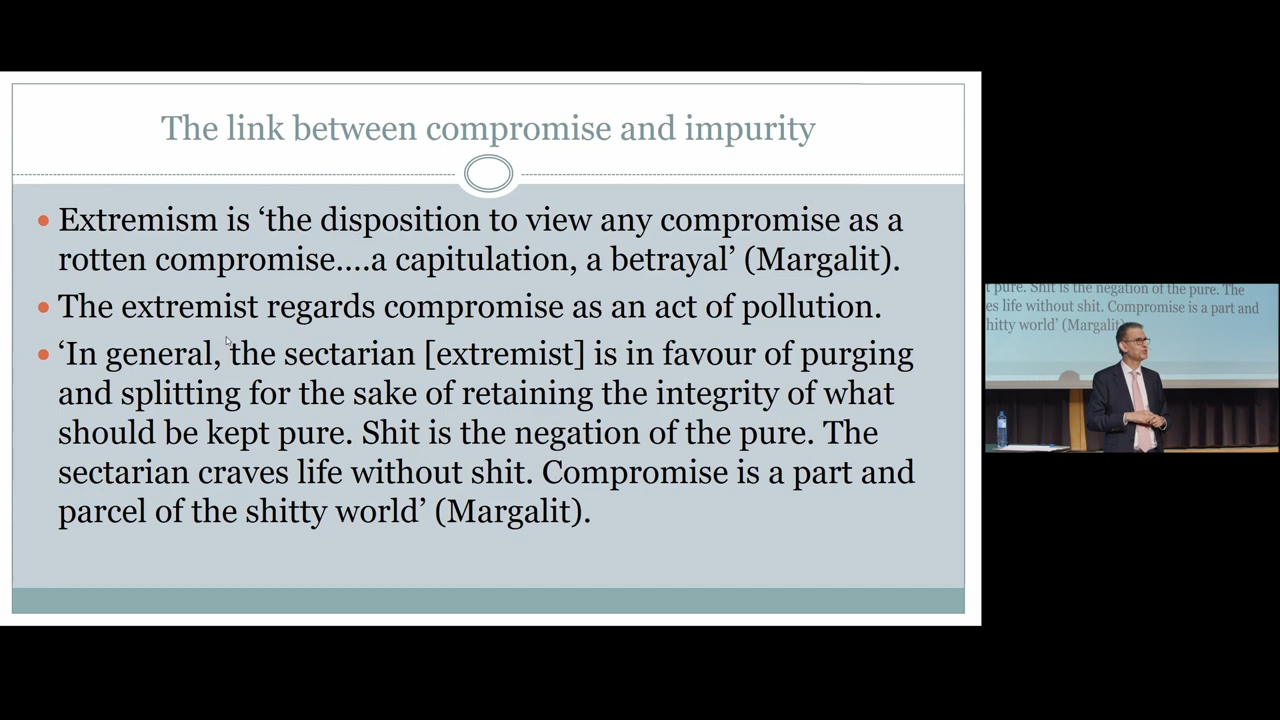 The link between compromise and impurity
• Extremism is ‘the disposition to view any compromise as a
rotten compromise....a capitulation, a betrayal’ (Margalit).
• The extremist regards compromise as an act of pollution.
• ‘In general, the sectarian [extremist] is in favour of purging
and splitting for the sake of retaining the integrity of what
should be kept pure. Shit is the negation of the pure. The
sectarian craves life without shit. Compromise is a part and
parcel of the shitty world’ (Margalit).
t pure. Shit is the negation of the pure. The
es life without shit. Compromise is a part and
hitty world’ (Margalit)